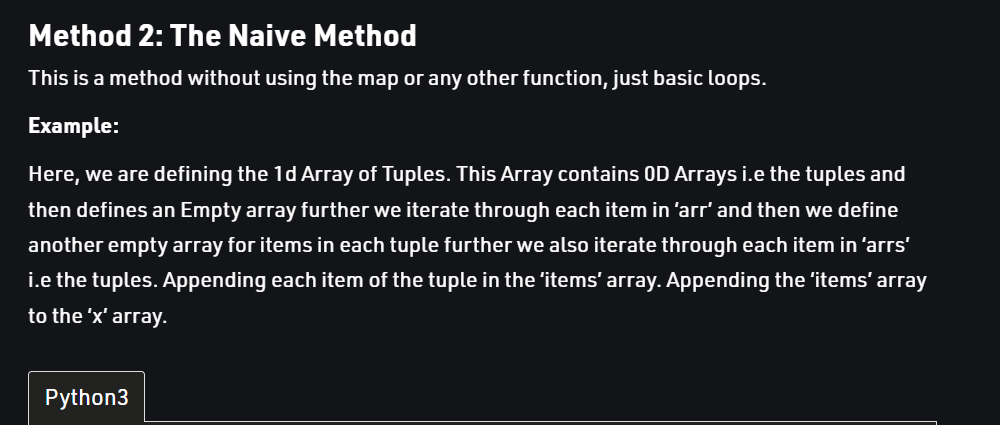 Method 2: The Naive Method
This is a method without using the map or any other function, just basic loops.
Example:
Here, we are defining the 1d Array of Tuples. This Array contains 0D Arrays i.e the tuples and
then defines an Empty array further we iterate through each item in ‘arr’ and then we define
another empty array for items in each tuple further we also iterate through each item in ‘arrs’
i.e the tuples. Appending each item of the tuple in the ‘items’ array. Appending the ‘items’ array
to the ‘x’ array.
Python3